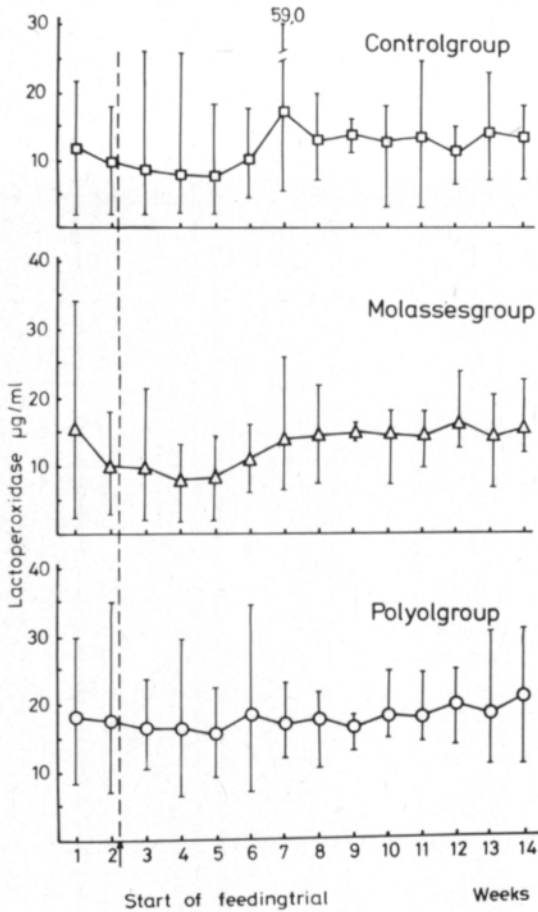 59,0
30
Controlgroup
20
10
40
Molassesgroup
30
20
10
Lactoperoxidase µg/ml
40
Polyolgroup
30
20
10
1 2 3 4 5 6 7 8 9 10 11 12 13 14
Start of feedingtrial Weeks